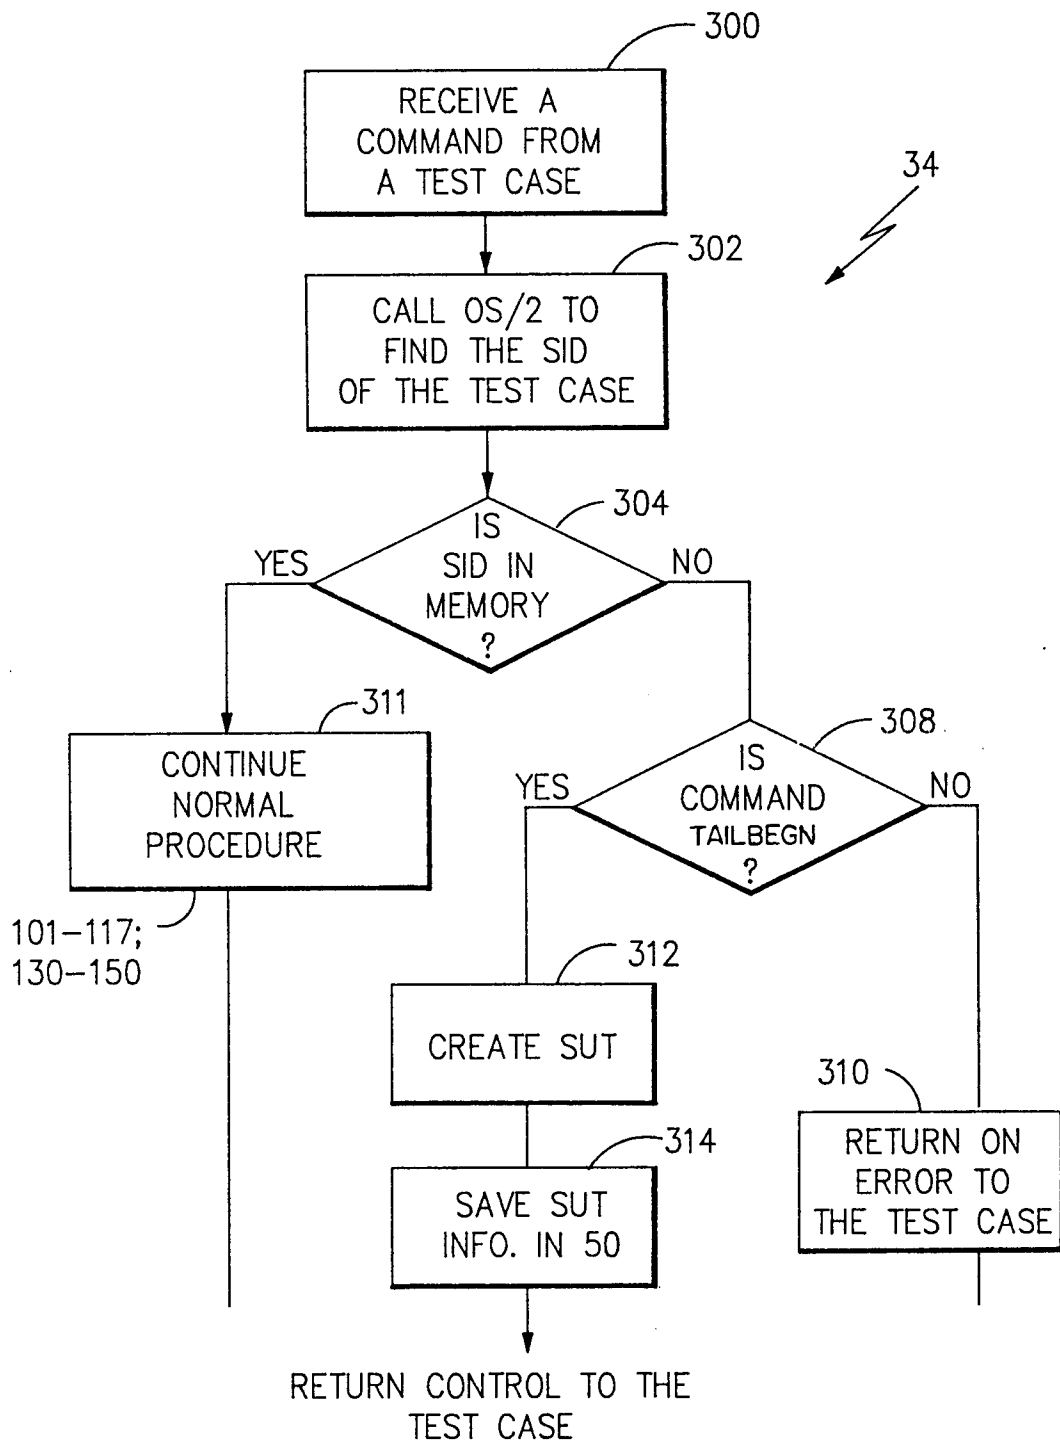 300
RECEIVE A
COMMAND FROM
A TEST CASE
34
302
CALL OS/2 TO
FIND THE SID
OF THE TEST CASE
304
IS
SID IN
MEMORY
?
YES
NO
311
CONTINUE
NORMAL
PROCEDURE
101-117;
130-150
308
IS
COMMAND
TAILBEGN
?
YES
NO
312
CREATE SUT
310
RETURN ON
ERROR TO
THE TEST CASE
314
SAVE SUT
INFO. IN 50
RETURN CONTROL TO THE
TEST CASE